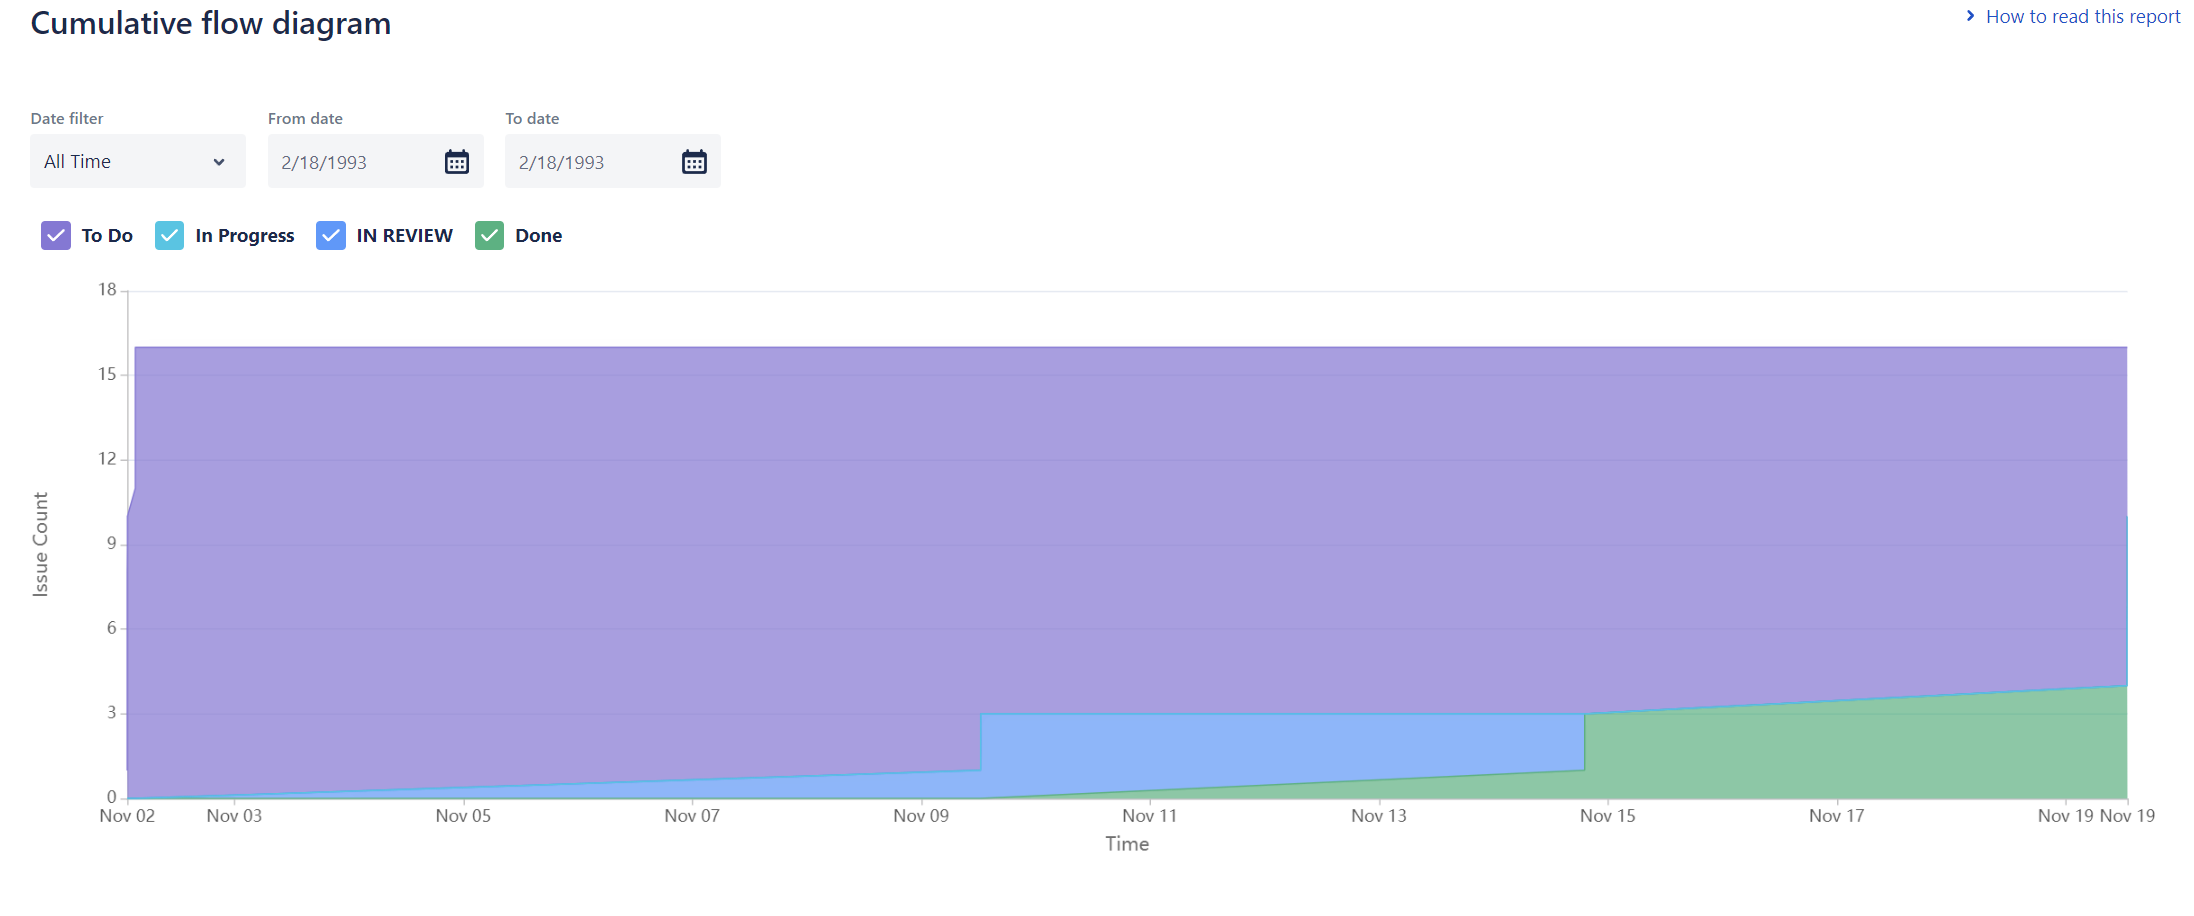 Cumulative flow diagram
How to read this report
Date filter
From date
To date
All Time
2/18/1993
2/18/1993
To Do
In Progress
IN REVIEW
Done
18
15
12
9
6
3
0
Issue Count
Nov 02
Nov 03
Nov 05
Nov 07
Nov 09
Nov 11
Nov 13
Nov 15
Nov 17
Nov 19
Nov 19
Time